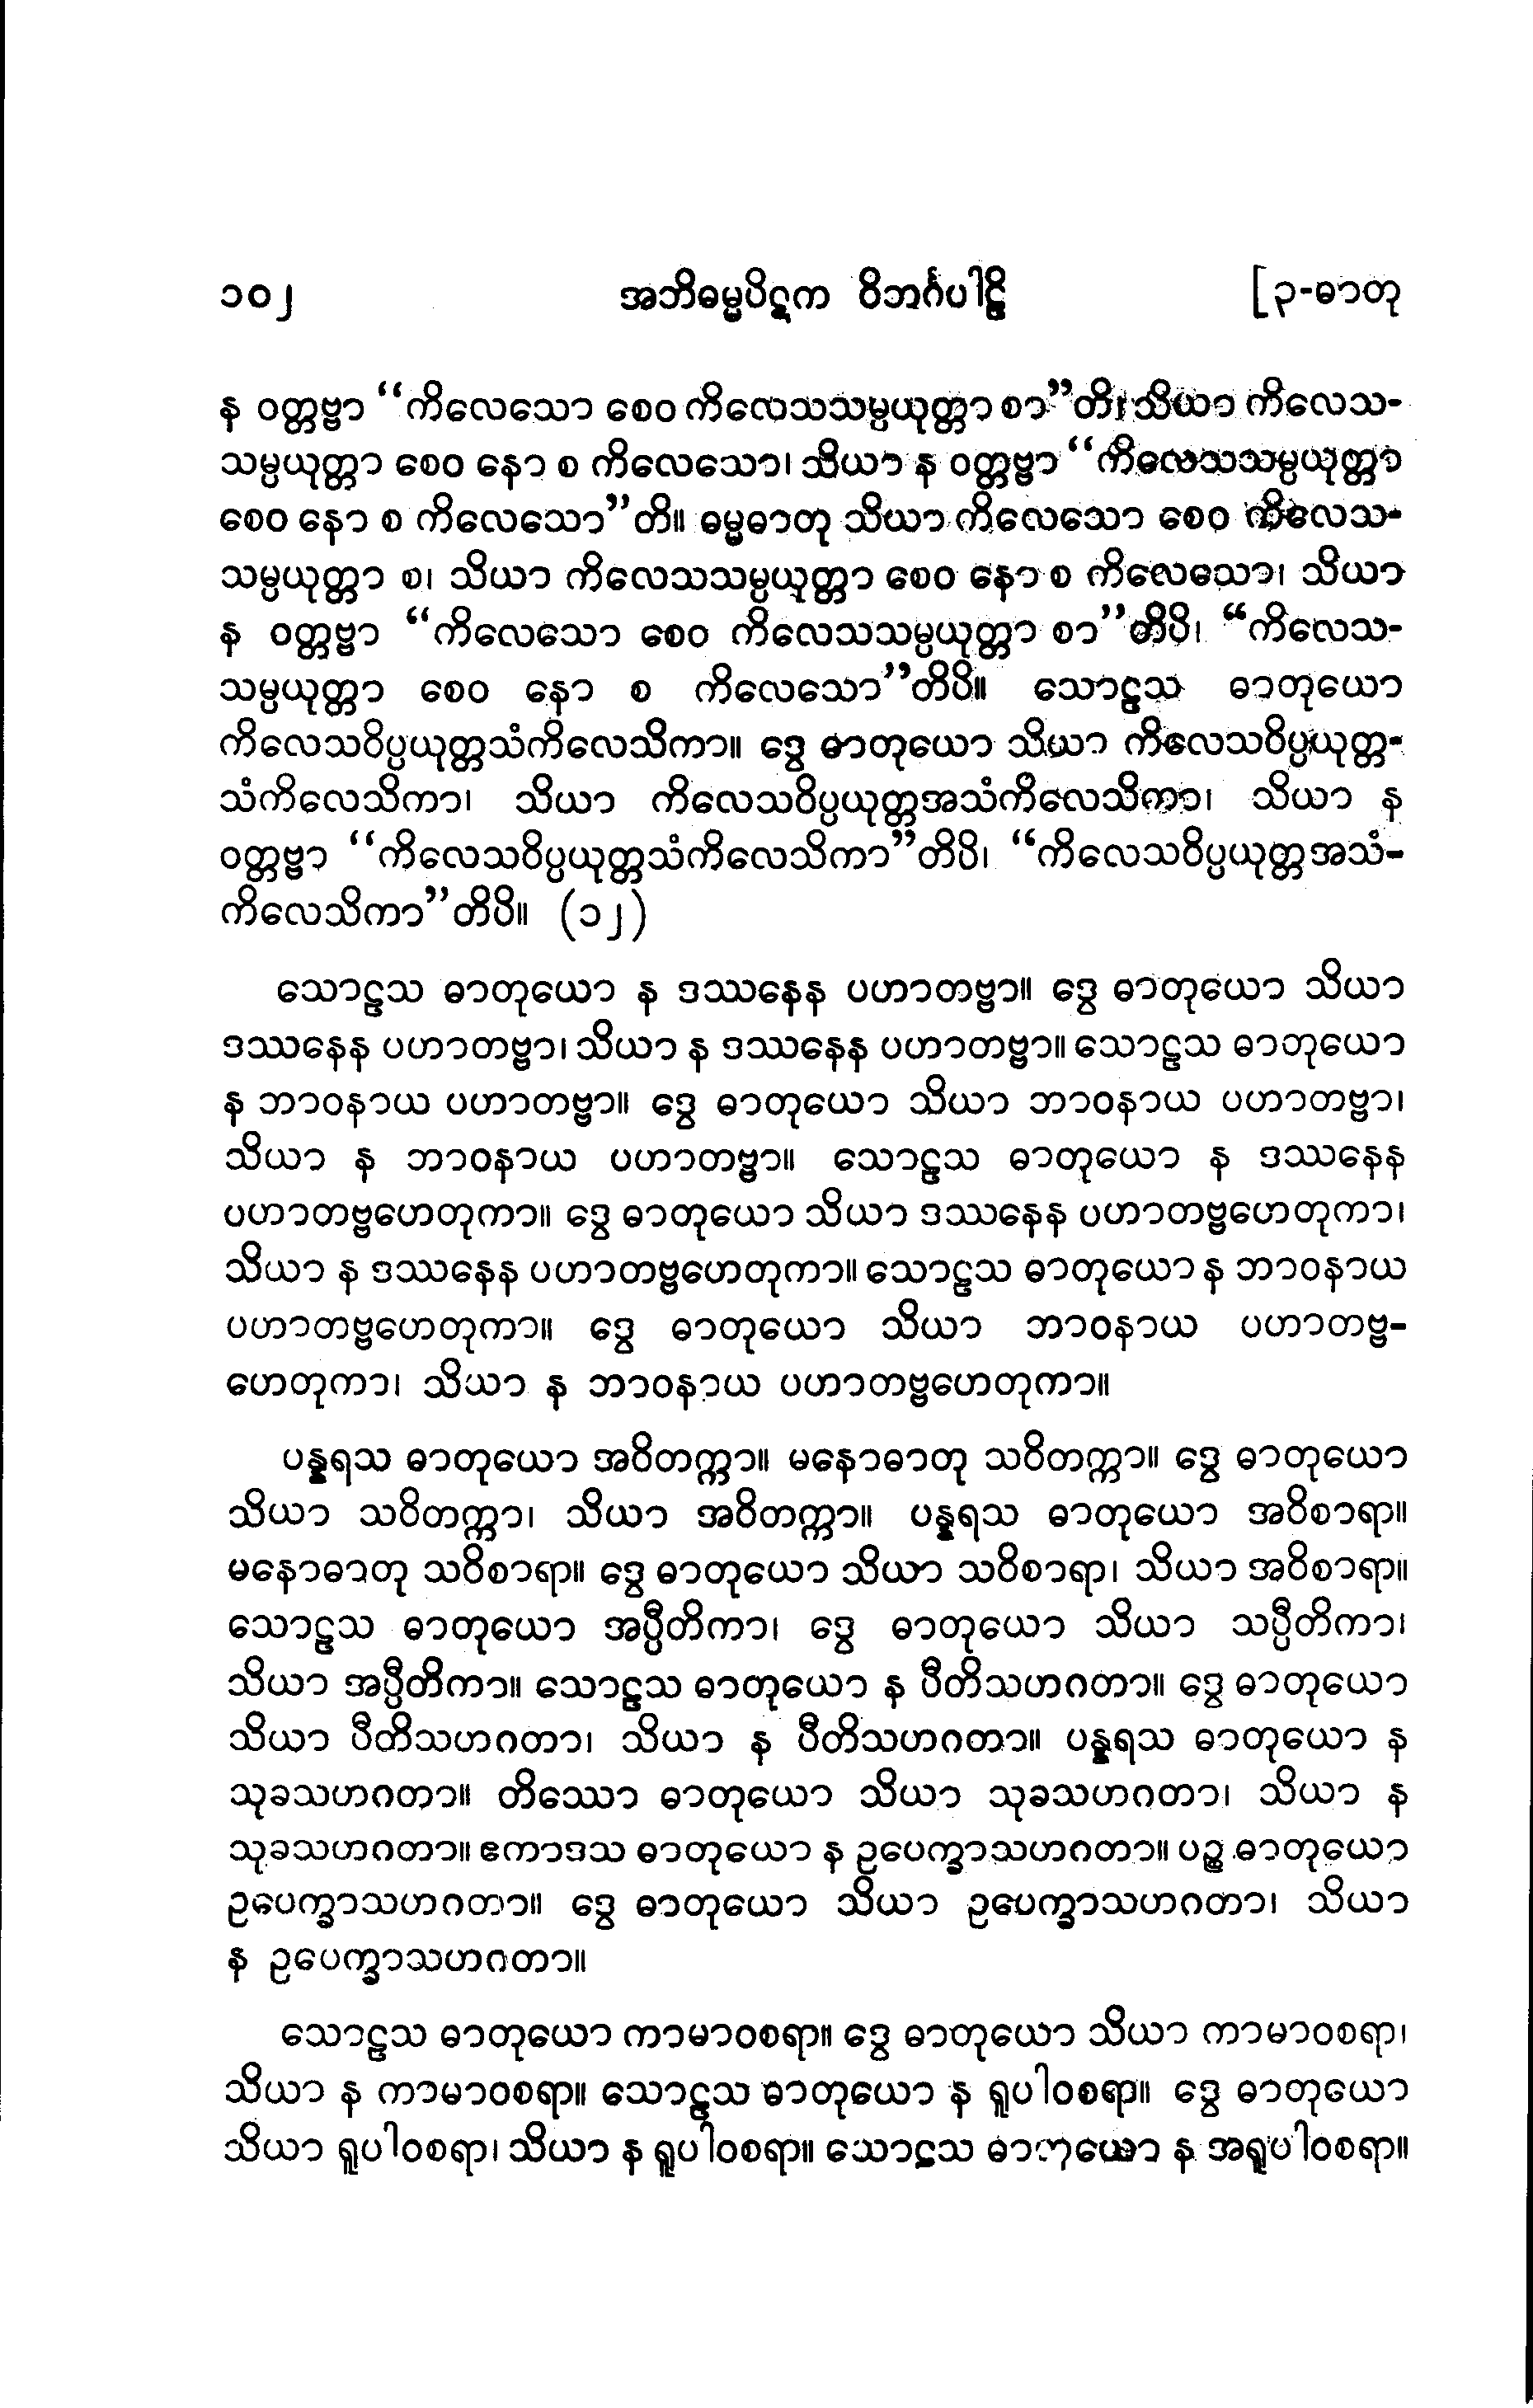 ၁၀၂ အဘိဓမ္မပိဋက ဝိဘင်္ဂပါဠိ [၃-ဓာတု
န ဝတ္တဗ္ဗာ “ကိလေသော စေဝ ကိလေသသမ္ပယုတ္တာ စာ”တိ၊ သိယာ ကိလေသ-
သမ္ပယုတ္တာ စေဝ နော စ ကိလေသော၊ သိယာ န ဝတ္တဗ္ဗာ “ကိလေသသမ္ပယုတ္တာ
စေဝ နော စ ကိလေသော”တိ။ ဓမ္မဓာတု သိယာ ကိလေသော စေဝ ကိလေသ-
သမ္ပယုတ္တာ စ၊ သိယာ ကိလေသသမ္ပယုတ္တာ စေဝ နော စ ကိလေသော၊ သိယာ
န ဝတ္တဗ္ဗာ “ကိလေသော စေဝ ကိလေသသမ္ပယုတ္တာ စာ”တိပိ၊ “ကိလေသ-
သမ္ပယုတ္တာ စေဝ နော စ ကိလေသော”တိပိ။ သောဠသ ဓာတုယော
ကိလေသဝိပ္ပယုတ္တသံကိလေသိကာ။ ဒွေ ဓာတုယော သိယာ ကိလေသဝိပ္ပယုတ္တ-
သံကိလေသိကာ၊ သိယာ ကိလေသဝိပ္ပယုတ္တအသံကိလေသိကာ၊ သိယာ န
ဝတ္တဗ္ဗာ “ကိလေသဝိပ္ပယုတ္တသံကိလေသိကာ”တိပိ၊ “ကိလေသဝိပ္ပယုတ္တအသံ-
ကိလေသိကာ”တိပိ။ (၁၂)
သောဠသ ဓာတုယော န ဒဿနေန ပဟာတဗ္ဗာ။ ဒွေ ဓာတုယော သိယာ
ဒဿနေန ပဟာတဗ္ဗာ၊ သိယာ န ဒဿနေန ပဟာတဗ္ဗာ။ သောဠသ ဓာတုယော
န ဘာဝနာယ ပဟာတဗ္ဗာ။ ဒွေ ဓာတုယော သိယာ ဘာဝနာယ ပဟာတဗ္ဗာ၊
သိယာ န ဘာဝနာယ ပဟာတဗ္ဗာ။ သောဠသ ဓာတုယော န ဒဿနေန
ပဟာတဗ္ဗဟေတုကာ။ ဒွေ ဓာတုယော သိယာ ဒဿနေန ပဟာတဗ္ဗဟေတုကာ၊
သိယာ န ဒဿနေန ပဟာတဗ္ဗဟေတုကာ။ သောဠသ ဓာတုယော န ဘာဝနာယ
ပဟာတဗ္ဗဟေတုကာ။ ဒွေ ဓာတုယော သိယာ ဘာဝနာယ ပဟာတဗ္ဗ-
ဟေတုကာ၊ သိယာ န ဘာဝနာယ ပဟာတဗ္ဗဟေတုကာ။
ပန္နရသ ဓာတုယော အဝိတက္ကာ။ မနောဓာတု သဝိတက္ကာ။ ဒွေ ဓာတုယော
သိယာ သဝိတက္ကာ၊ သိယာ အဝိတက္ကာ။ ပန္နရသ ဓာတုယော အဝိစာရာ။
မနောဓာတု သဝိစာရာ။ ဒွေ ဓာတုယော သိယာ သဝိစာရာ၊ သိယာ အဝိစာရာ။
သောဠသ ဓာတုယော အပ္ပီတိကာ၊ ဒွေ ဓာတုယော သိယာ သပ္ပီတိကာ၊
သိယာ အပ္ပီတိကာ။ သောဠသ ဓာတုယော န ပီတိသဟဂတာ။ ဒွေ ဓာတုယော
သိယာ ပီတိသဟဂတာ၊ သိယာ န ပီတိသဟဂတာ။ ပန္နရသ ဓာတုယော န
သုခသဟဂတာ။ တိဿော ဓာတုယော သိယာ သုခသဟဂတာ၊ သိယာ န
သုခသဟဂတာ။ ဧကာဒသ ဓာတုယော န ဥပေက္ခာသဟဂတာ။ ပဉ္စ ဓာတုယော
ဥပေက္ခာသဟဂတာ။ ဒွေ ဓာတုယော သိယာ ဥပေက္ခာသဟဂတာ၊ သိယာ
န ဥပေက္ခာသဟဂတာ။
သောဠသ ဓာတုယော ကာမာဝစရာ။ ဒွေ ဓာတုယော သိယာ ကာမာဝစရာ၊
သိယာ န ကာမာဝစရာ။ သောဠသ ဓာတုယော န ရူပါဝစရာ။ ဒွေ ဓာတုယော
သိယာ ရူပါဝစရာ၊ သိယာ န ရူပါဝစရာ။ သောဠသ ဓာတုယော န အရူပါဝစရာ။